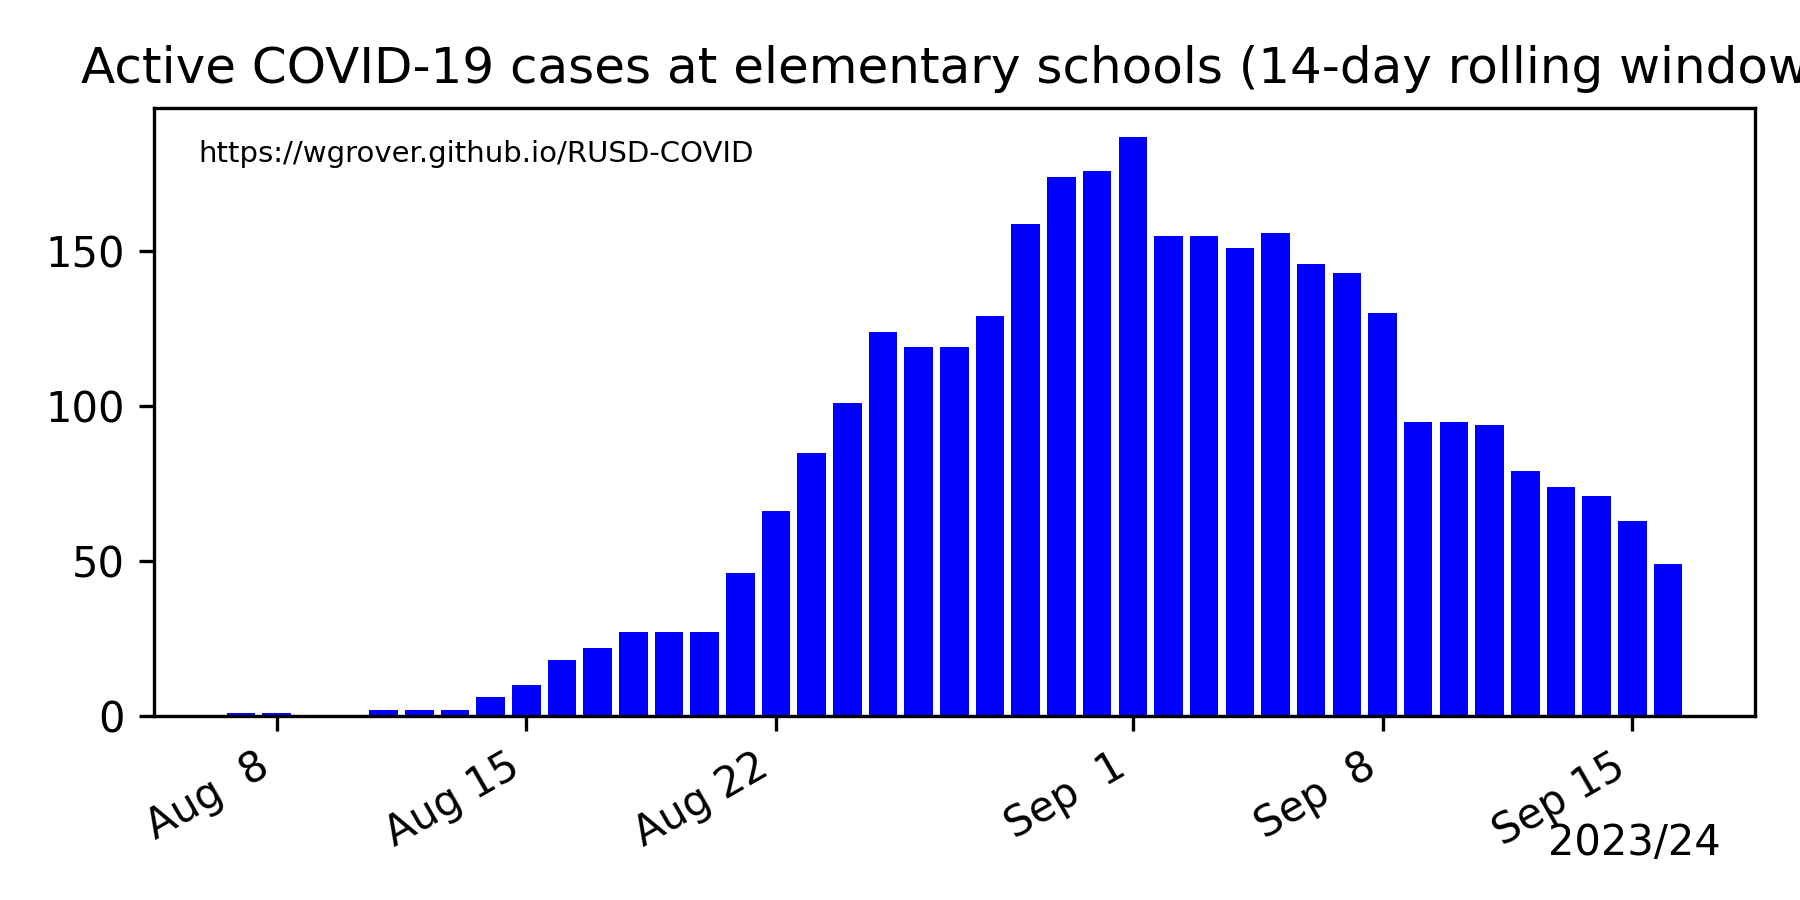 Active COVID-19 cases at elementary schools (14-day rolling window
https://wgrover.github.io/RUSD-COVID
150
100
50
0
Aug 8
Aug 15
Aug 22
Sep 1
Sep 8
Sep 15
2023/24